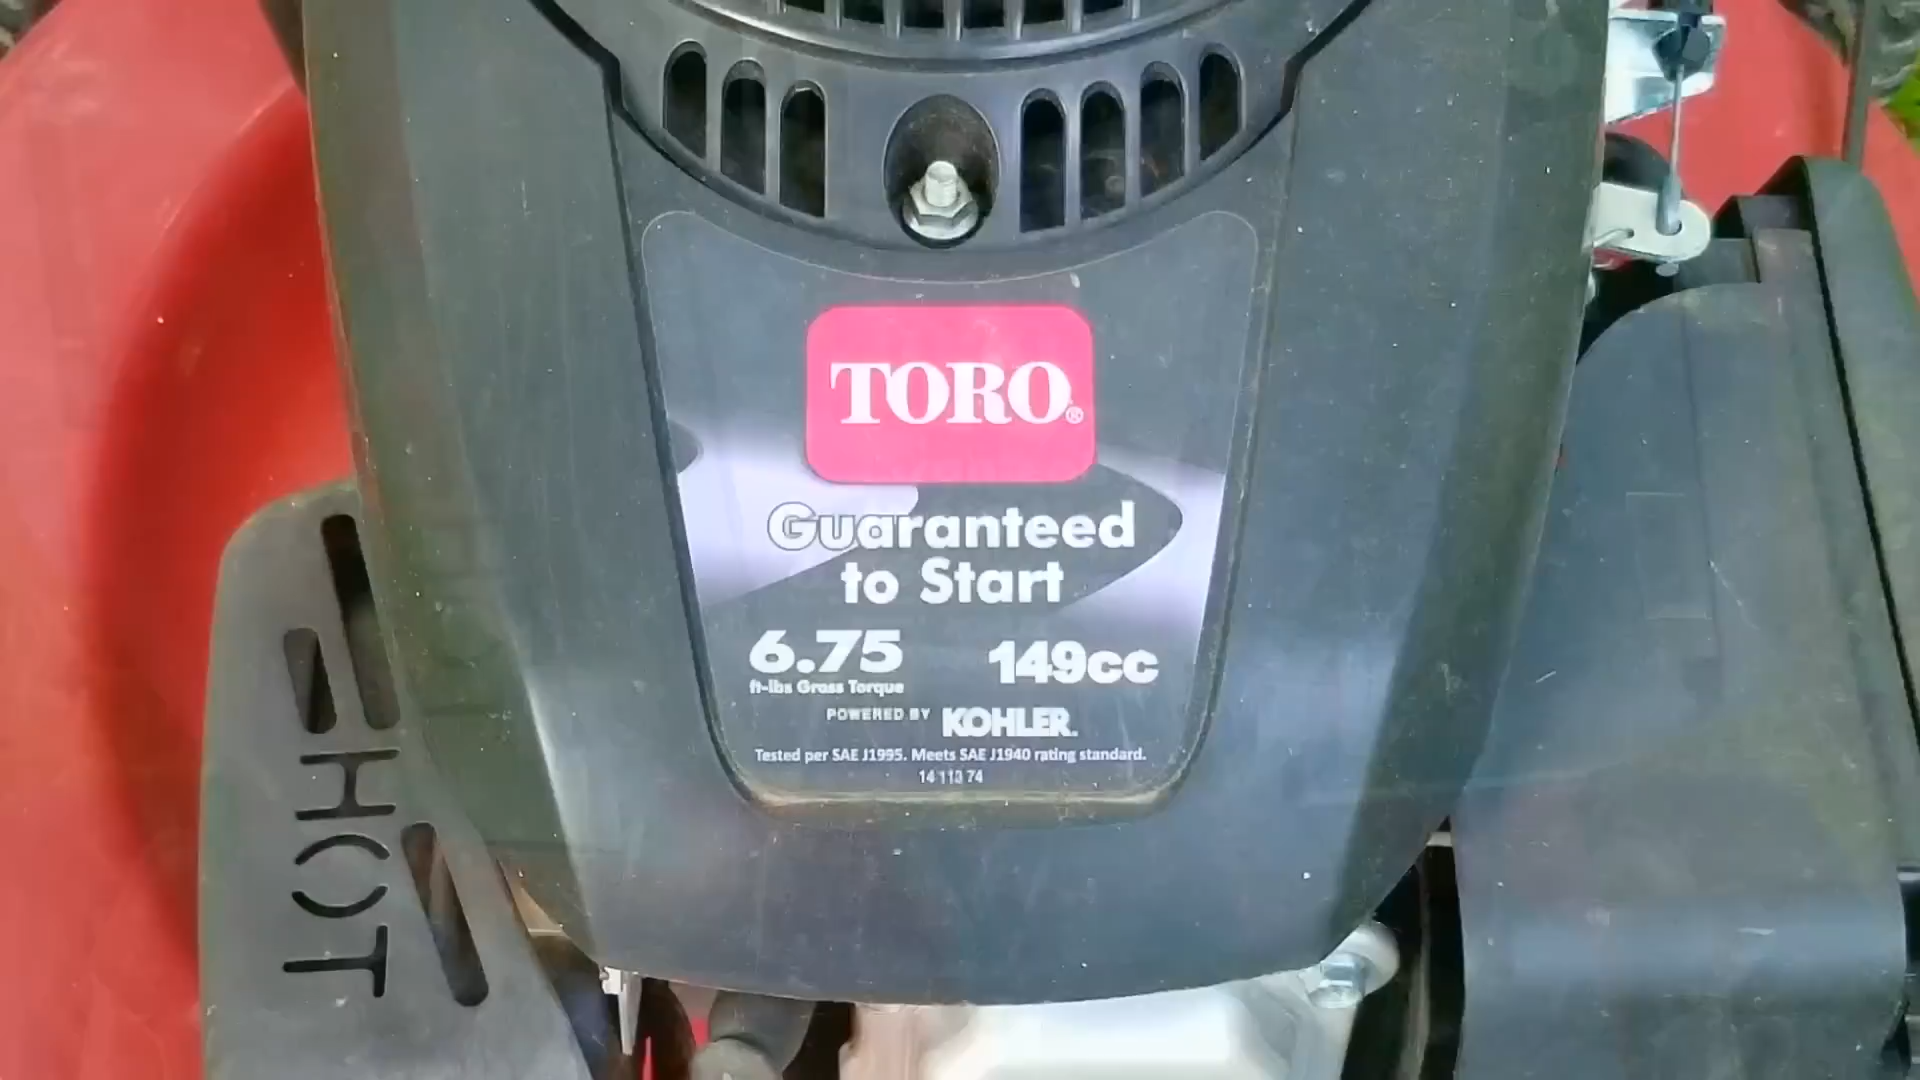 TORO®
Guaranteed
to Start
6.75 149cc
ft-lbs Gross Torque
POWERED BY KOHLER.
Tested per SAE J1995. Meets SAE J1940 rating standard.
14 113 74
HOT